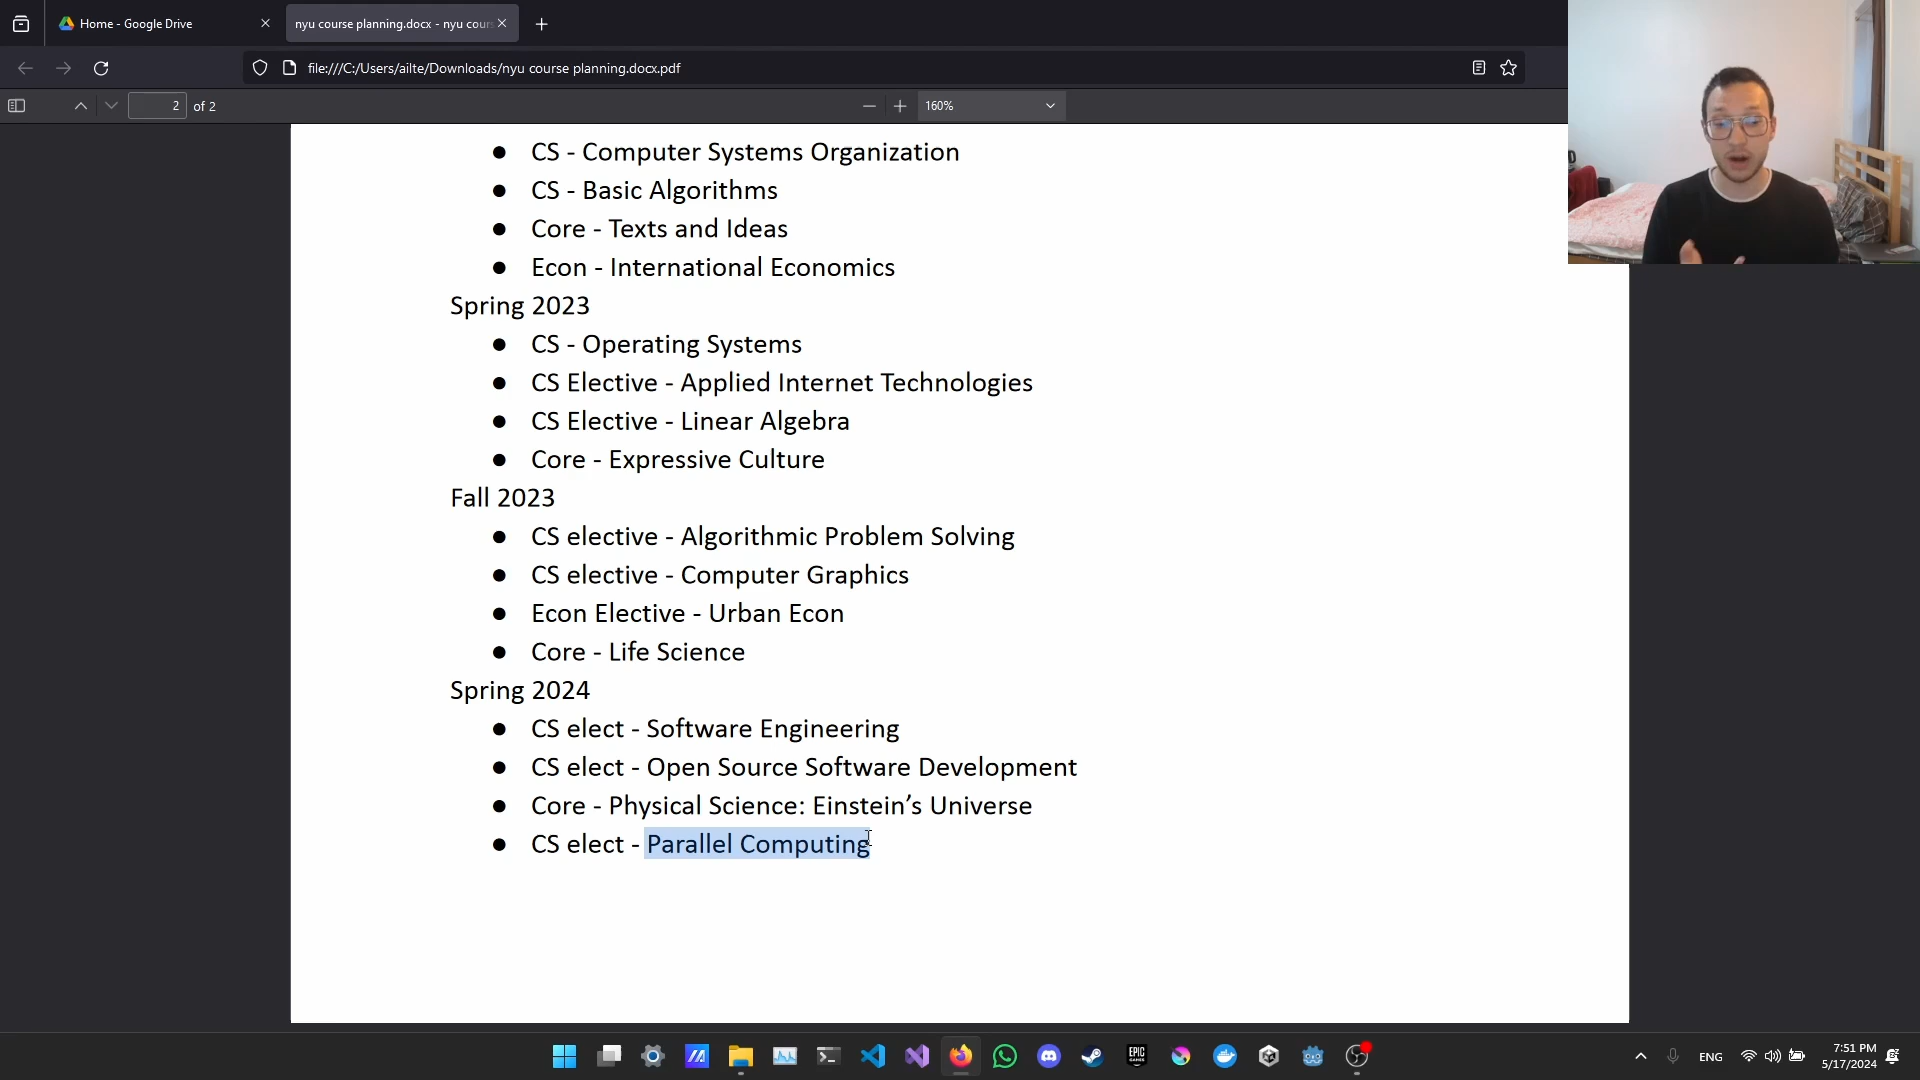 Home - Google Drive
nyu course planning.docx - nyu cour
file:///C:/Users/ailte/Downloads/nyu course planning.docx.pdf
2 of 2
160%
● CS - Computer Systems Organization
● CS - Basic Algorithms
● Core - Texts and Ideas
● Econ - International Economics
Spring 2023
● CS - Operating Systems
● CS Elective - Applied Internet Technologies
● CS Elective - Linear Algebra
● Core - Expressive Culture
Fall 2023
● CS elective - Algorithmic Problem Solving
● CS elective - Computer Graphics
● Econ Elective - Urban Econ
● Core - Life Science
Spring 2024
● CS elect - Software Engineering
● CS elect - Open Source Software Development
● Core - Physical Science: Einstein’s Universe
● CS elect - Parallel Computing
EPIC
GAMES
ENG
7:51 PM
5/17/2024